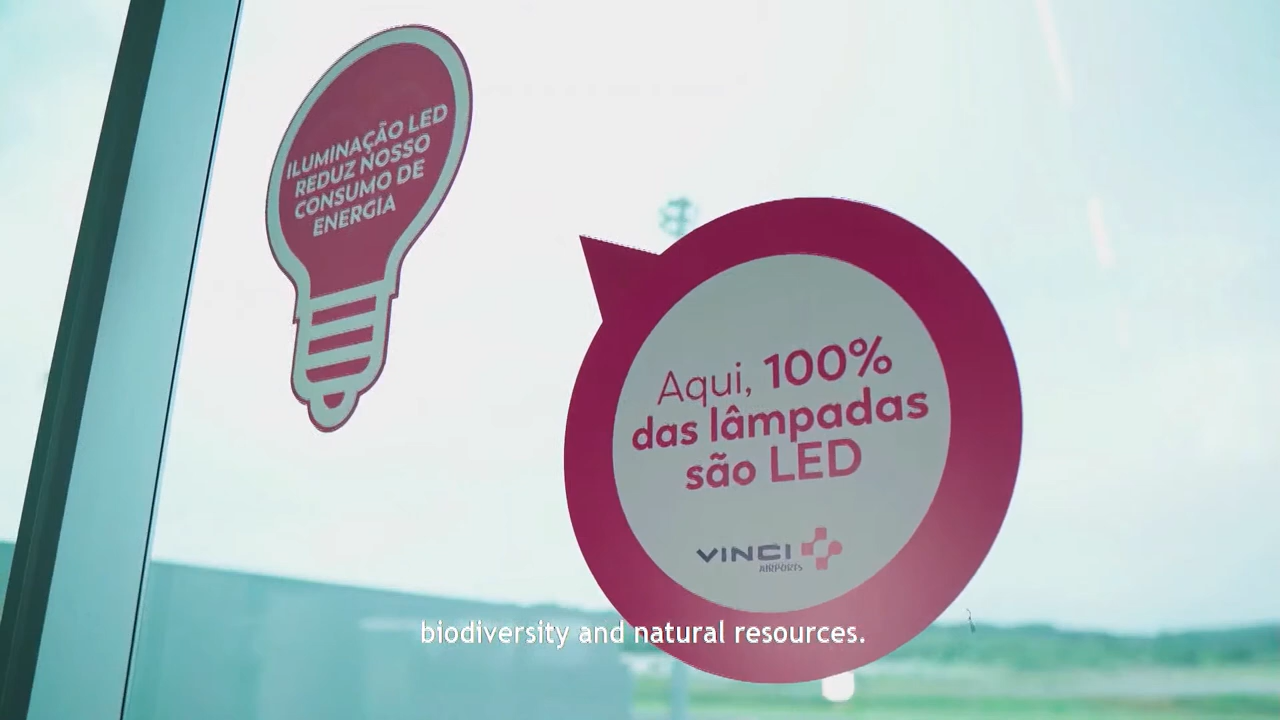 ILUMINAÇÃO LED
REDUZ NOSSO
CONSUMO DE
ENERGIA
Aqui, 100%
das lâmpadas
são LED
VINCI
AIRPORTS
biodiversity and natural resources.